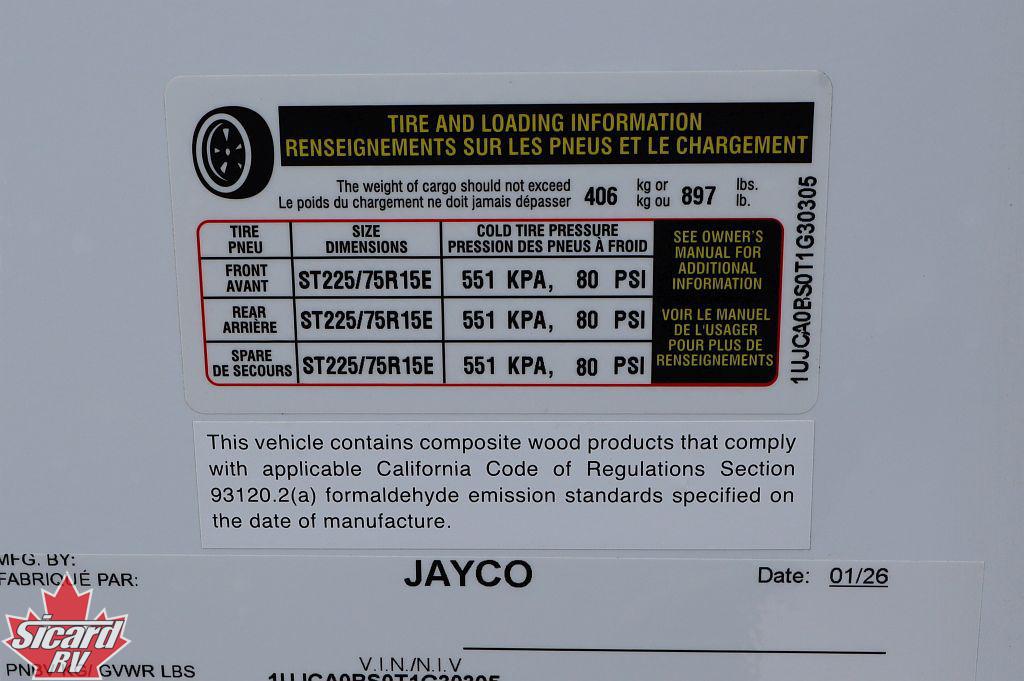 TIRE AND LOADING INFORMATION
RENSEIGNEMENTS SUR LES PNEUS ET LE CHARGEMENT
The weight of cargo should not exceed 406 kg or 897 lbs.
Le poids du chargement ne doit jamais dépasser kg ou lb.
TIRE SIZE COLD TIRE PRESSURE
PNEU DIMENSIONS PRESSION DES PNEUS À FROID
FRONT
AVANT ST225/75R15E 551 KPA, 80 PSI
REAR
ARRIÈRE ST225/75R15E 551 KPA, 80 PSI
SPARE
DE SECOURS ST225/75R15E 551 KPA, 80 PSI
SEE OWNER'S
MANUAL FOR
ADDITIONAL
INFORMATION
VOIR LE MANUEL
DE L'USAGER
POUR PLUS DE
RENSEIGNEMENTS
1UJCA0BS0T1G30305
This vehicle contains composite wood products that comply
with applicable California Code of Regulations Section
93120.2(a) formaldehyde emission standards specified on
the date of manufacture.
MFG. BY:
FABRIQUÉ PAR: JAYCO Date: 01/26
Sicard
RV
GVWR LBS
V.I.N./N.I.V
1UJCA0BS0T1G30305